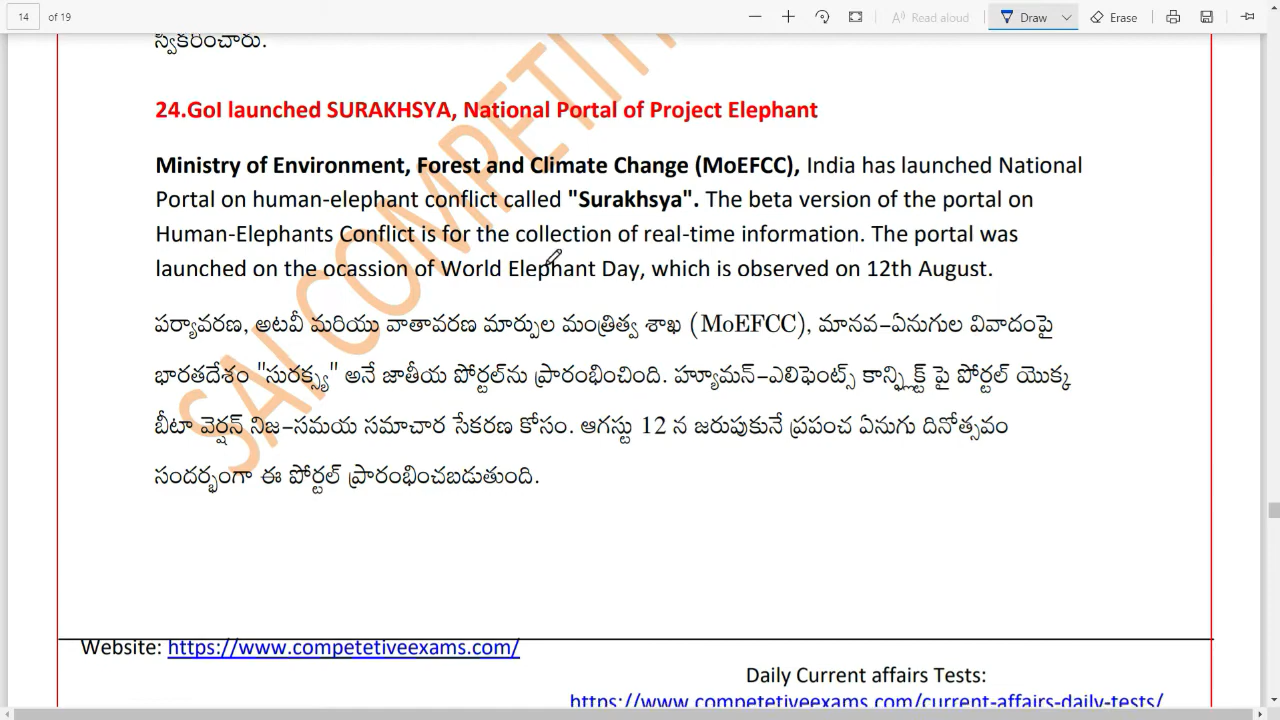 14 of 19
Read aloud
Draw
Erase
స్వీకరించారు.
24.GoI launched SURAKHSYA, National Portal of Project Elephant
Ministry of Environment, Forest and Climate Change (MoEFCC), India has launched National
Portal on human-elephant conflict called "Surakhsya". The beta version of the portal on
Human-Elephants Conflict is for the collection of real-time information. The portal was
launched on the ocassion of World Elephant Day, which is observed on 12th August.
పర్యావరణ, అటవీ మరియు వాతావరణ మార్పుల మంత్రిత్వ శాఖ (MoEFCC), మానవ-ఏనుగుల వివాదంపై
భారతదేశం "సురక్స్య" అనే జాతీయ పోర్టల్‌ను ప్రారంభించింది. హ్యూమన్-ఎలిఫెంట్స్ కాన్ఫ్లిక్ట్ పై పోర్టల్ యొక్క
బీటా వెర్షన్ నిజ-సమయ సమాచార సేకరణ కోసం. ఆగస్టు 12 న జరుపుకునే ప్రపంచ ఏనుగు దినోత్సవం
సందర్భంగా ఈ పోర్టల్ ప్రారంభించబడుతుంది.
SAI COMPETITI
Website: https://www.competetiveexams.com/
Daily Current affairs Tests:
https://www.competetiveexams.com/current-affairs-daily-tests/